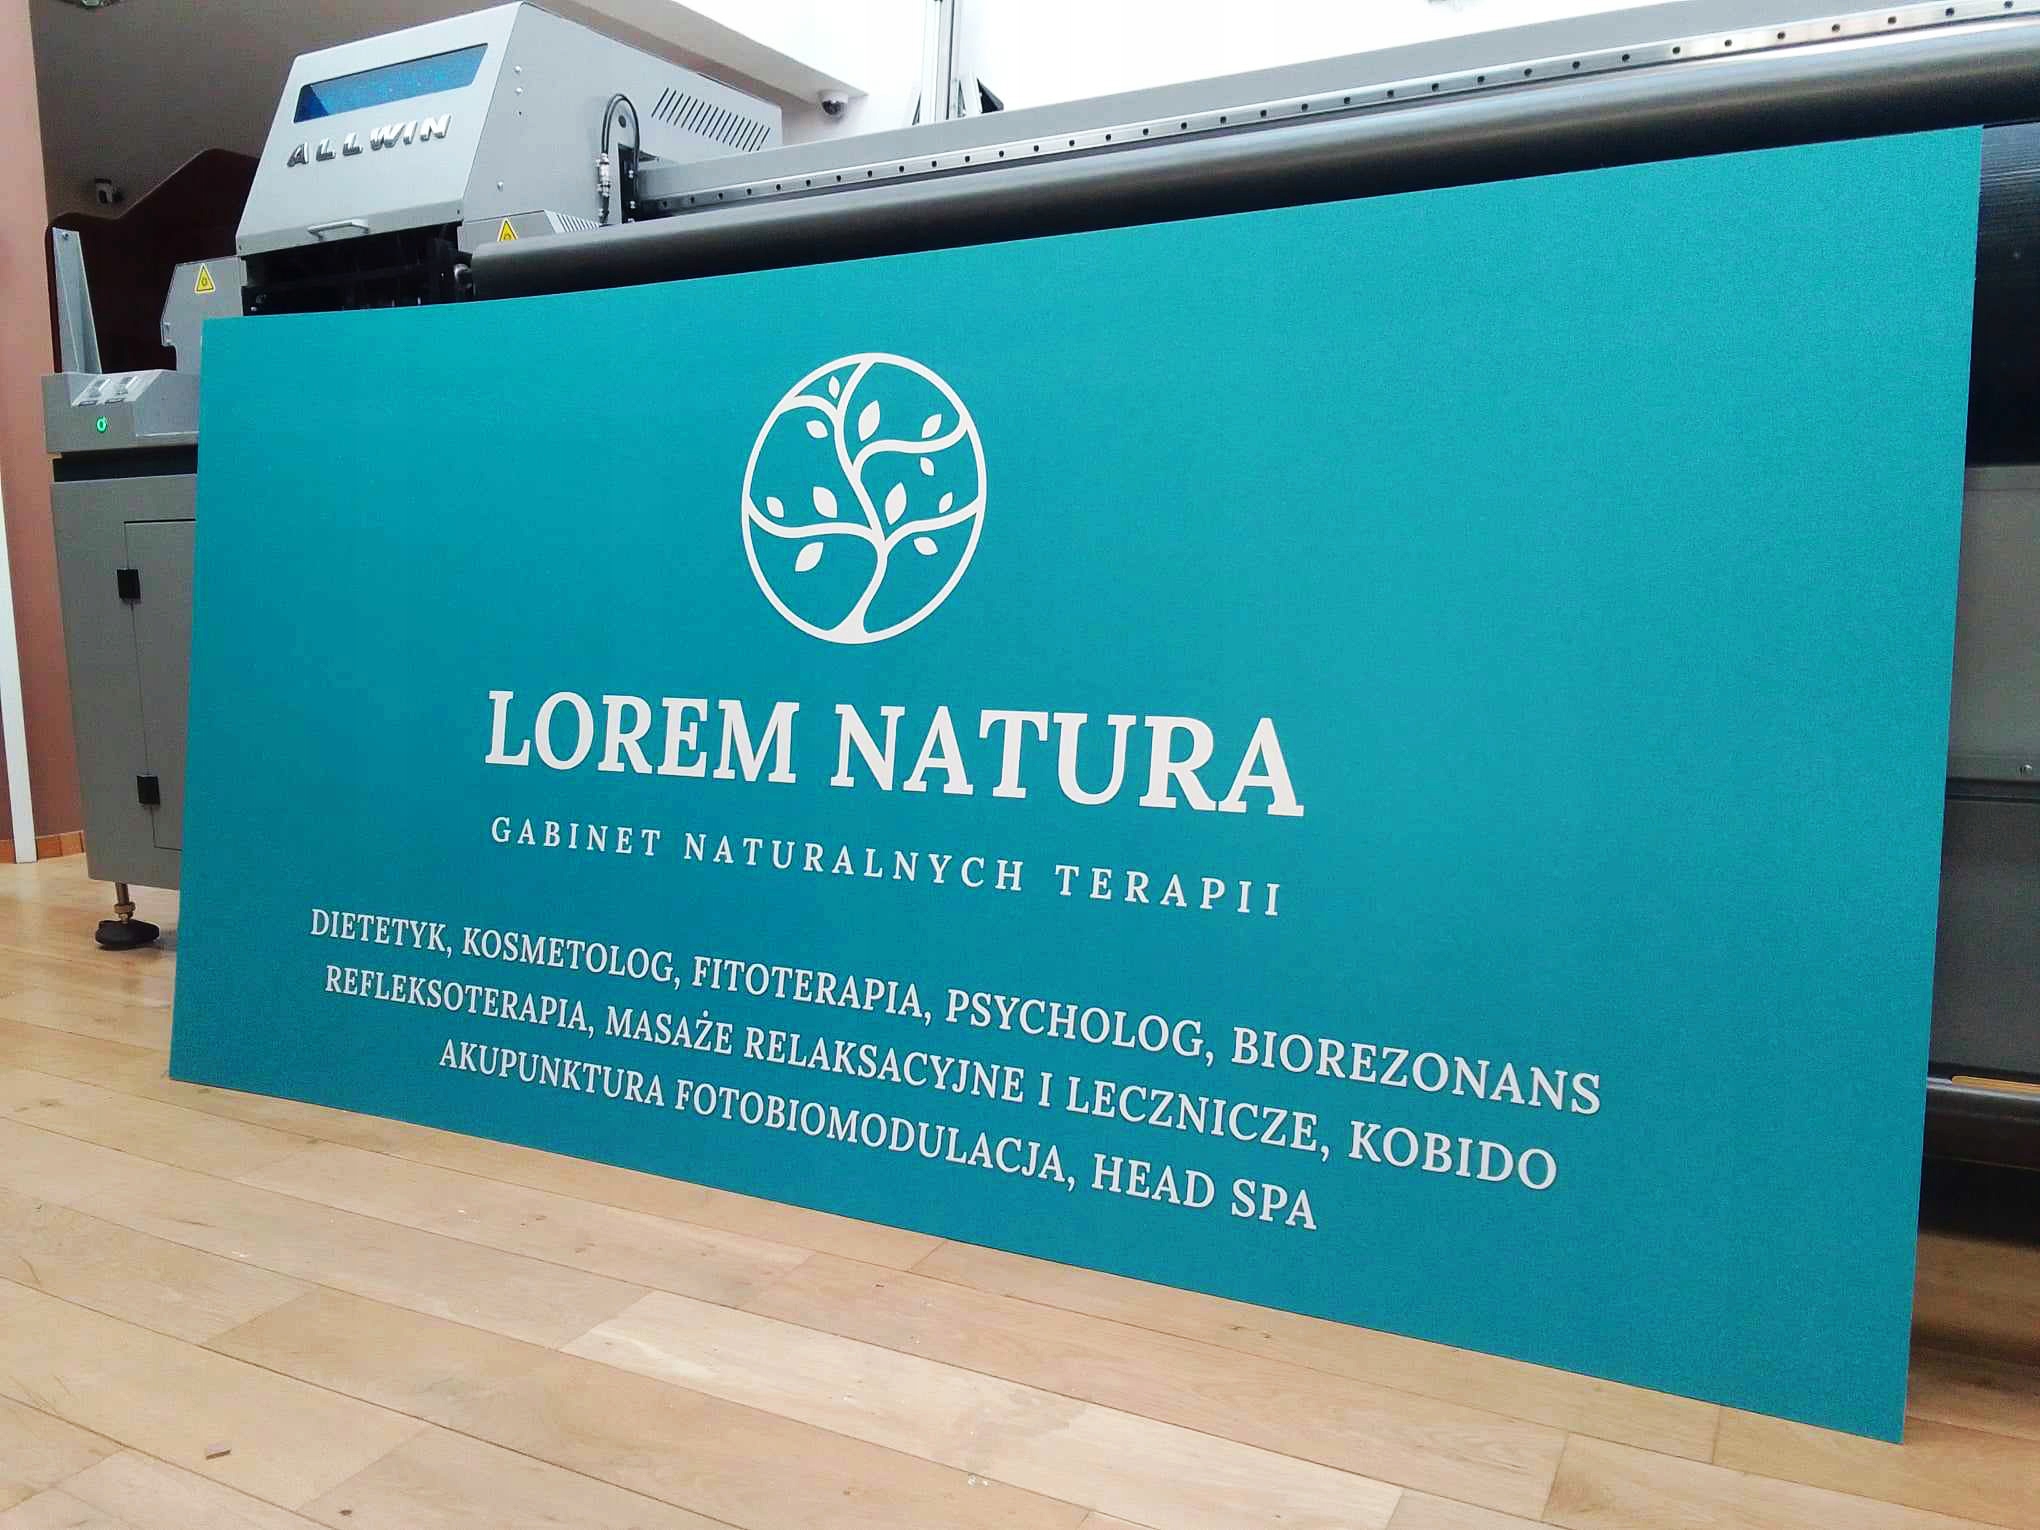 ALLWIN
LOREM NATURA
GABINET NATURALNYCH TERAPII
DIETETYK, KOSMETOLOG, FITOTERAPIA, PSYCHOLOG, BIOREZONANS
REFLEKSOTERAPIA, MASAŻE RELAKSACYJNE I LECZNICZE, KOBIDO
AKUPUNKTURA FOTOBIOMODULACJA, HEAD SPA